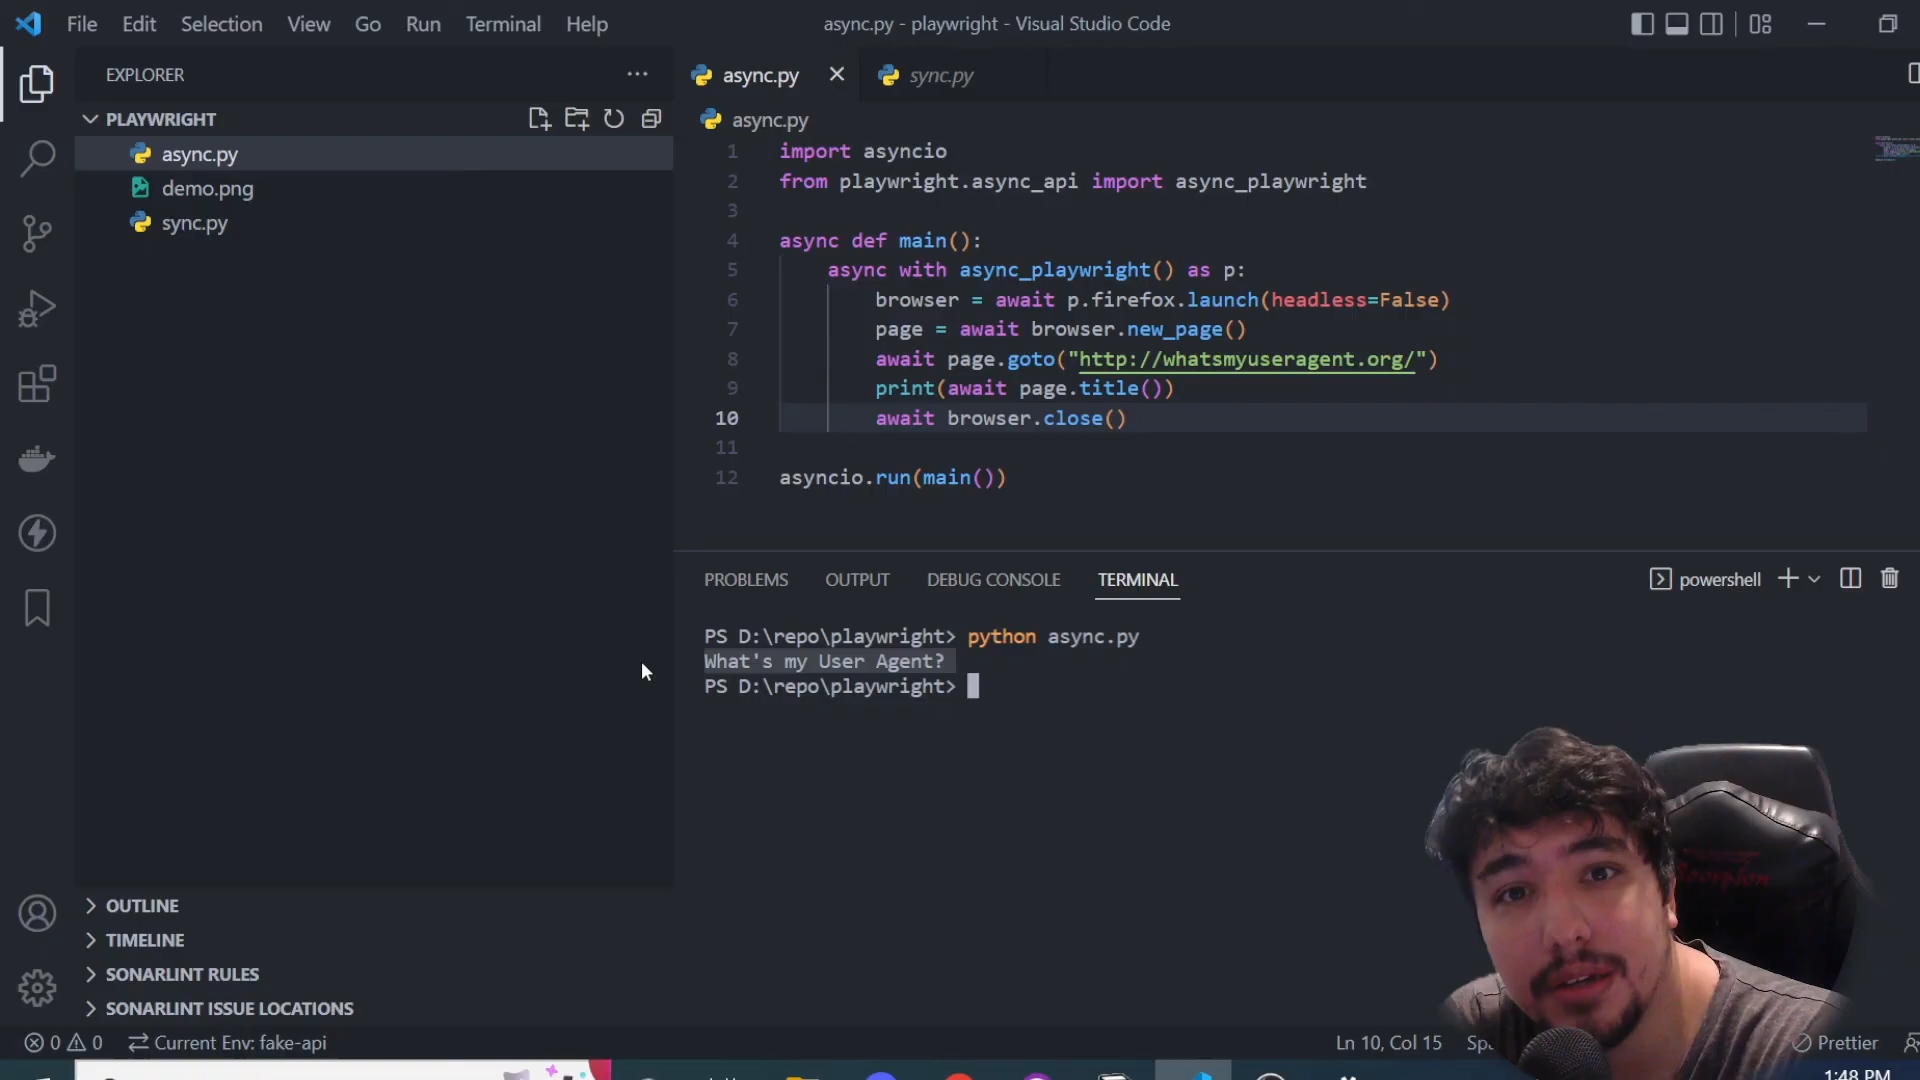 File Edit Selection View Go Run Terminal Help
async.py - playwright - Visual Studio Code
EXPLORER
PLAYWRIGHT
async.py
demo.png
sync.py
OUTLINE
TIMELINE
SONARLINT RULES
SONARLINT ISSUE LOCATIONS
async.py sync.py
async.py
1 import asyncio
2 from playwright.async_api import async_playwright
3
4 async def main():
5 async with async_playwright() as p:
6 browser = await p.firefox.launch(headless=False)
7 page = await browser.new_page()
8 await page.goto("http://whatsmyuseragent.org/")
9 print(await page.title())
10 await browser.close()
11
12 asyncio.run(main())
PROBLEMS OUTPUT DEBUG CONSOLE TERMINAL
powershell
PS D:\repo\playwright> python async.py
What's my User Agent?
PS D:\repo\playwright>
Scorpion
0 0 Current Env: fake-api
Ln 10, Col 15
Prettier
1:48 PM